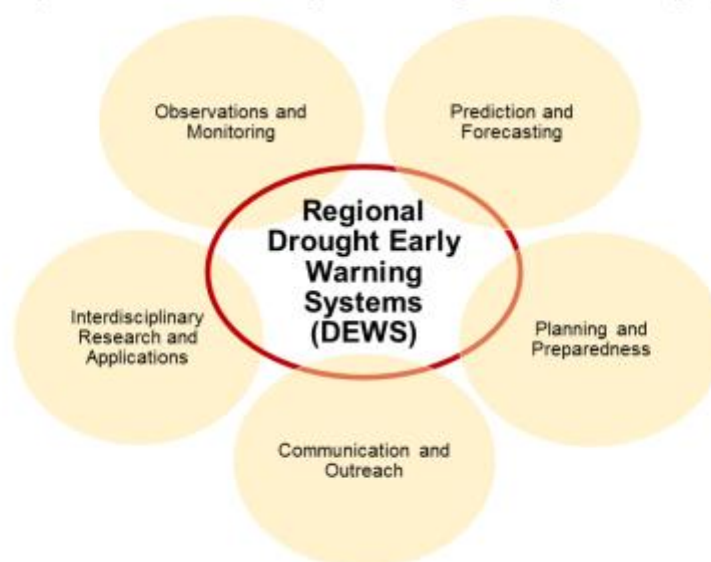 Observations and
Monitoring
Prediction and
Forecasting
Regional
Drought Early
Warning
Systems
(DEWS)
Interdisciplinary
Research and
Applications
Planning and
Preparedness
Communication and
Outreach